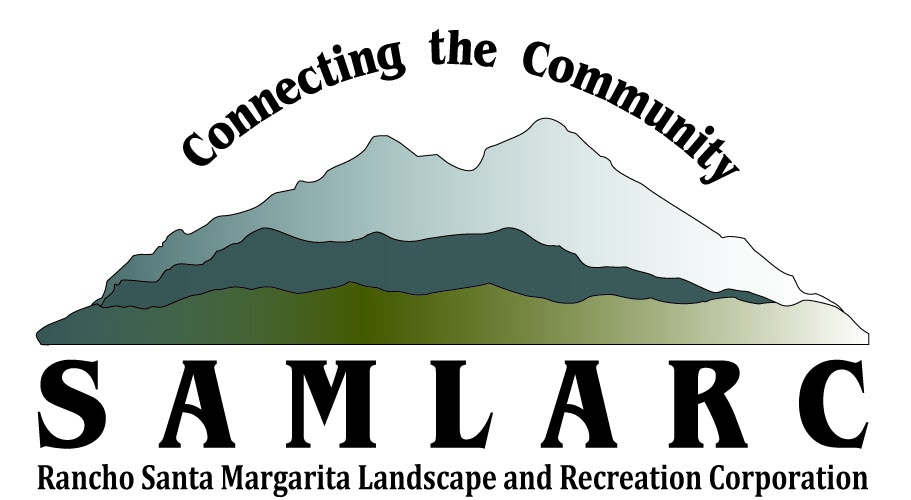 Connecting the Community
SAMLARC
Rancho Santa Margarita Landscape and Recreation Corporation